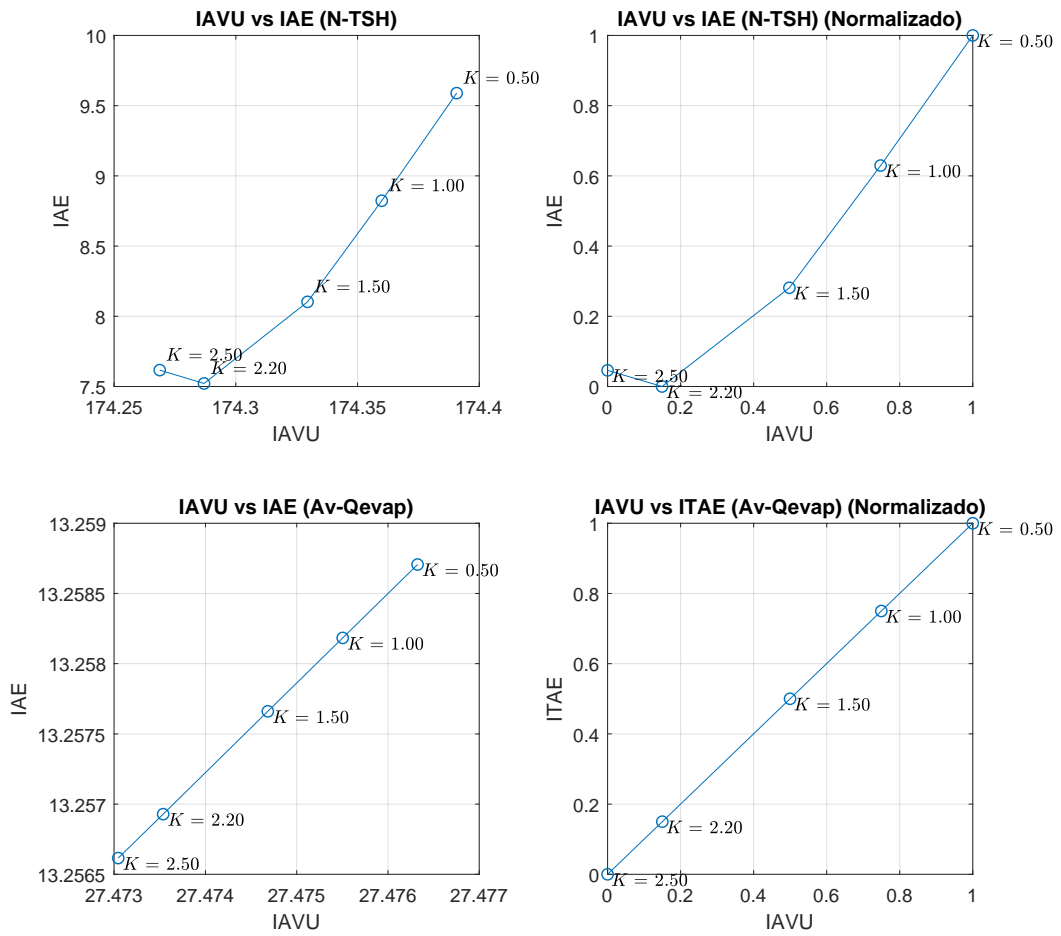 IAVU vs IAE (N-TSH)
10
9.5
9
8.5
8
7.5
IAE
K = 0.50
K = 1.00
K = 1.50
K = 2.50
K = 2.20
174.25
174.3
174.35
174.4
IAVU
IAVU vs IAE (N-TSH) (Normalizado)
1
0.8
0.6
0.4
0.2
0
IAE
K = 0.50
K = 1.00
K = 1.50
K = 2.50
K = 2.20
0
0.2
0.4
0.6
0.8
1
IAVU
IAVU vs IAE (Av-Qevap)
13.259
13.2585
13.258
13.2575
13.257
13.2565
IAE
K = 0.50
K = 1.00
K = 1.50
K = 2.20
K = 2.50
27.473
27.474
27.475
27.476
27.477
IAVU
IAVU vs ITAE (Av-Qevap) (Normalizado)
1
0.8
0.6
0.4
0.2
0
ITAE
K = 0.50
K = 1.00
K = 1.50
K = 2.20
K = 2.50
0
0.2
0.4
0.6
0.8
1
IAVU